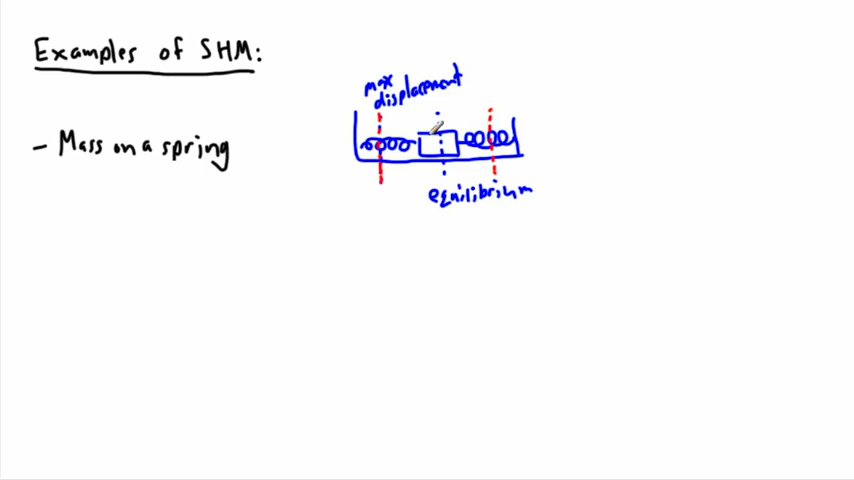 Examples of SHM:
max
displacement
- Mass on a spring
equilibrium